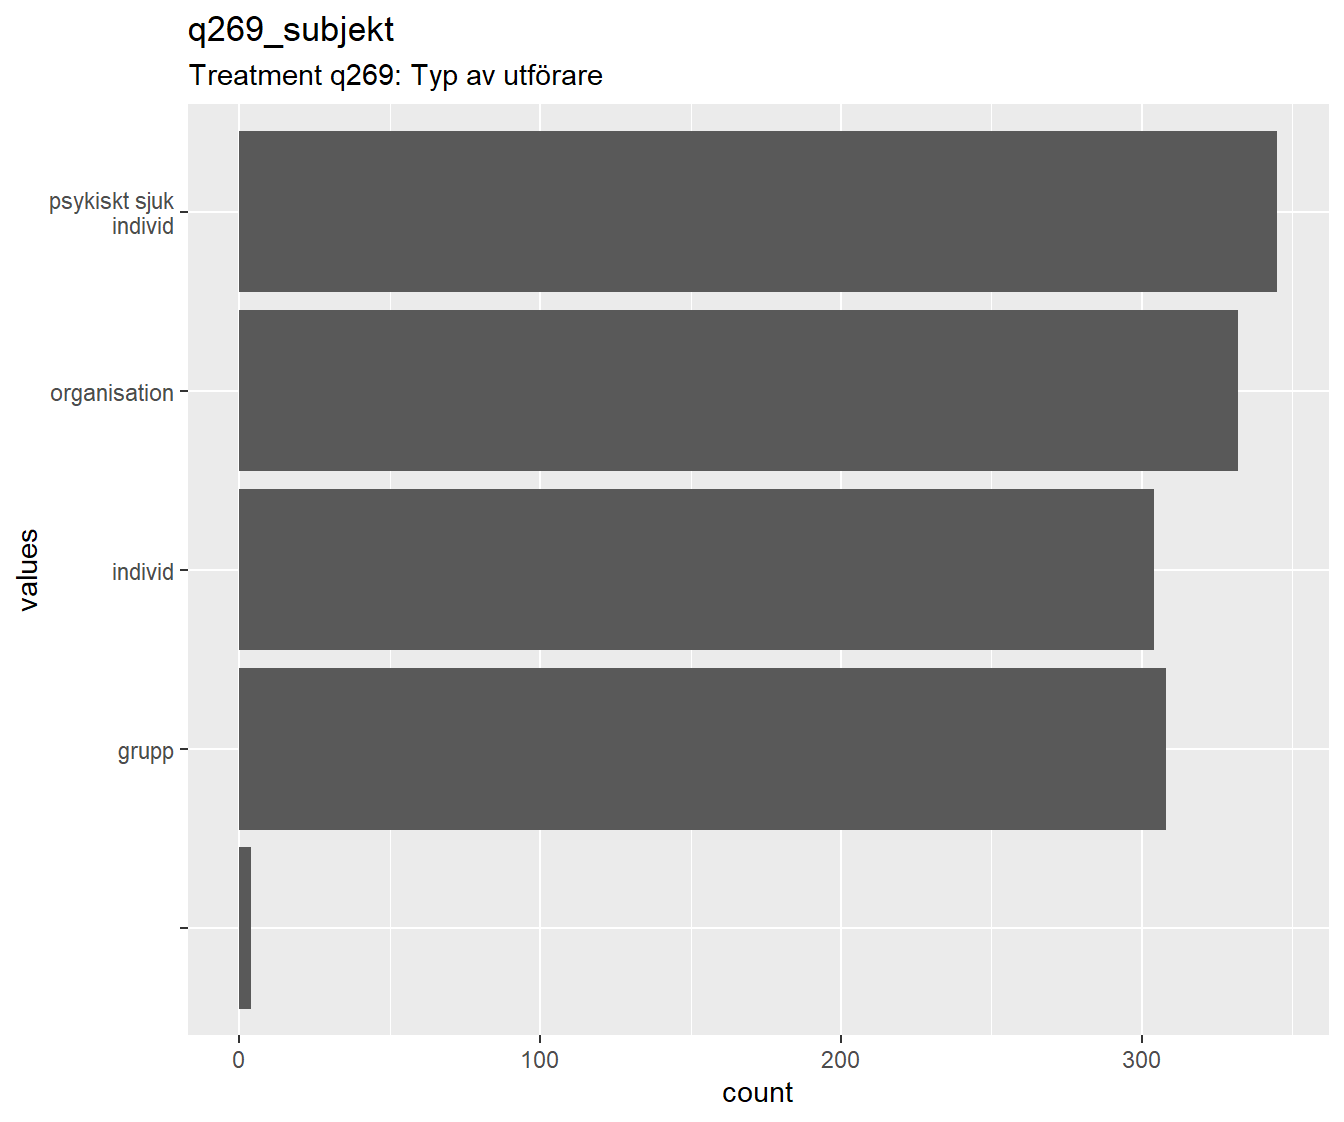 q269_subjekt
Treatment q269: Typ av utförare
psykiskt sjuk
individ
organisation
individ
grupp
values
0
100
200
300
count